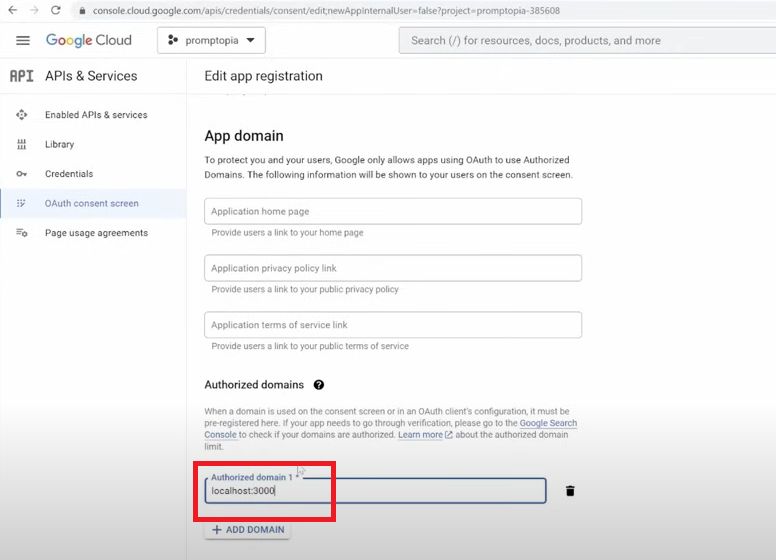 console.cloud.google.com/apis/credentials/consent/edit;newAppInternalUser=false?project=promptopia-385608
Google Cloud
promptopia
Search (/) for resources, docs, products, and more
API APIs & Services
Edit app registration
Enabled APIs & services
Library
Credentials
OAuth consent screen
Page usage agreements
App domain
To protect you and your users, Google only allows apps using OAuth to use Authorized
Domains. The following information will be shown to your users on the consent screen.
Application home page
Provide users a link to your home page
Application privacy policy link
Provide users a link to your public privacy policy
Application terms of service link
Provide users a link to your public terms of service
Authorized domains ?
When a domain is used on the consent screen or in an OAuth client's configuration, it must be
pre-registered here. If your app needs to go through verification, please go to the Google Search
Console to check if your domains are authorized. Learn more about the authorized domain
limit.
Authorized domain 1 *
localhost:3000
+ ADD DOMAIN